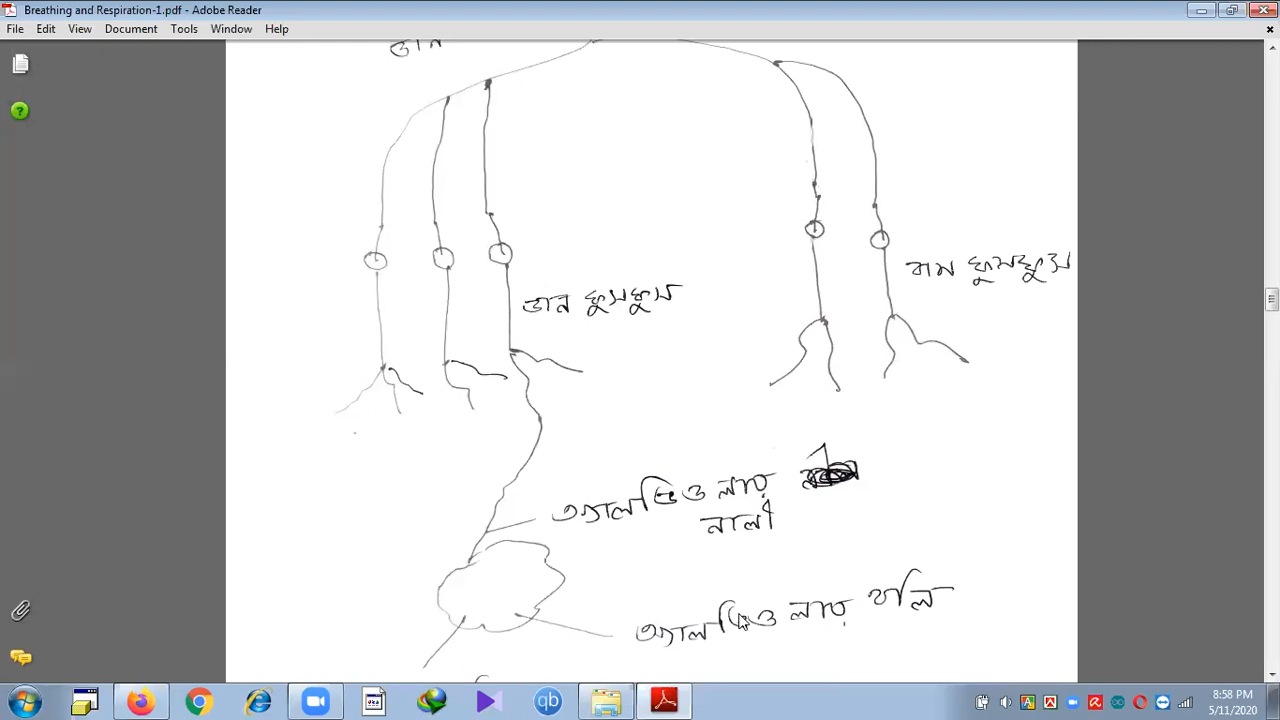 Breathing and Respiration-1.pdf - Adobe Reader
File Edit View Document Tools Window Help
ডান
বাম ফুসফুস
ডান ফুসফুস
অ্যালভিওলার
নালী
অ্যালভিওলার থলি
8:58 PM
5/11/2020